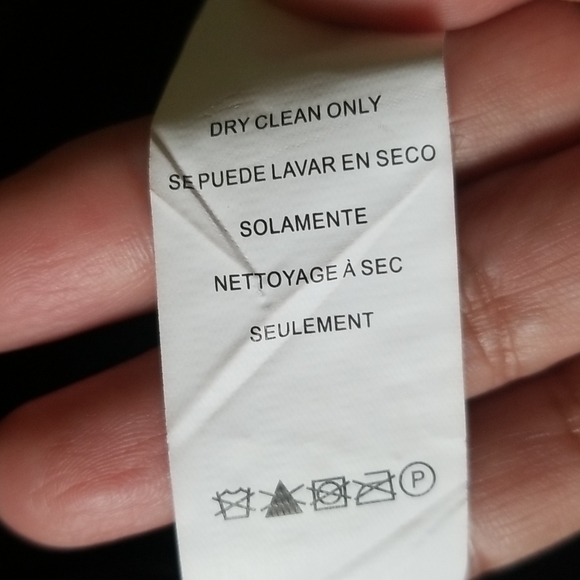 DRY CLEAN ONLY
SE PUEDE LAVAR EN SECO
SOLAMENTE
NETTOYAGE À SEC
SEULEMENT
P